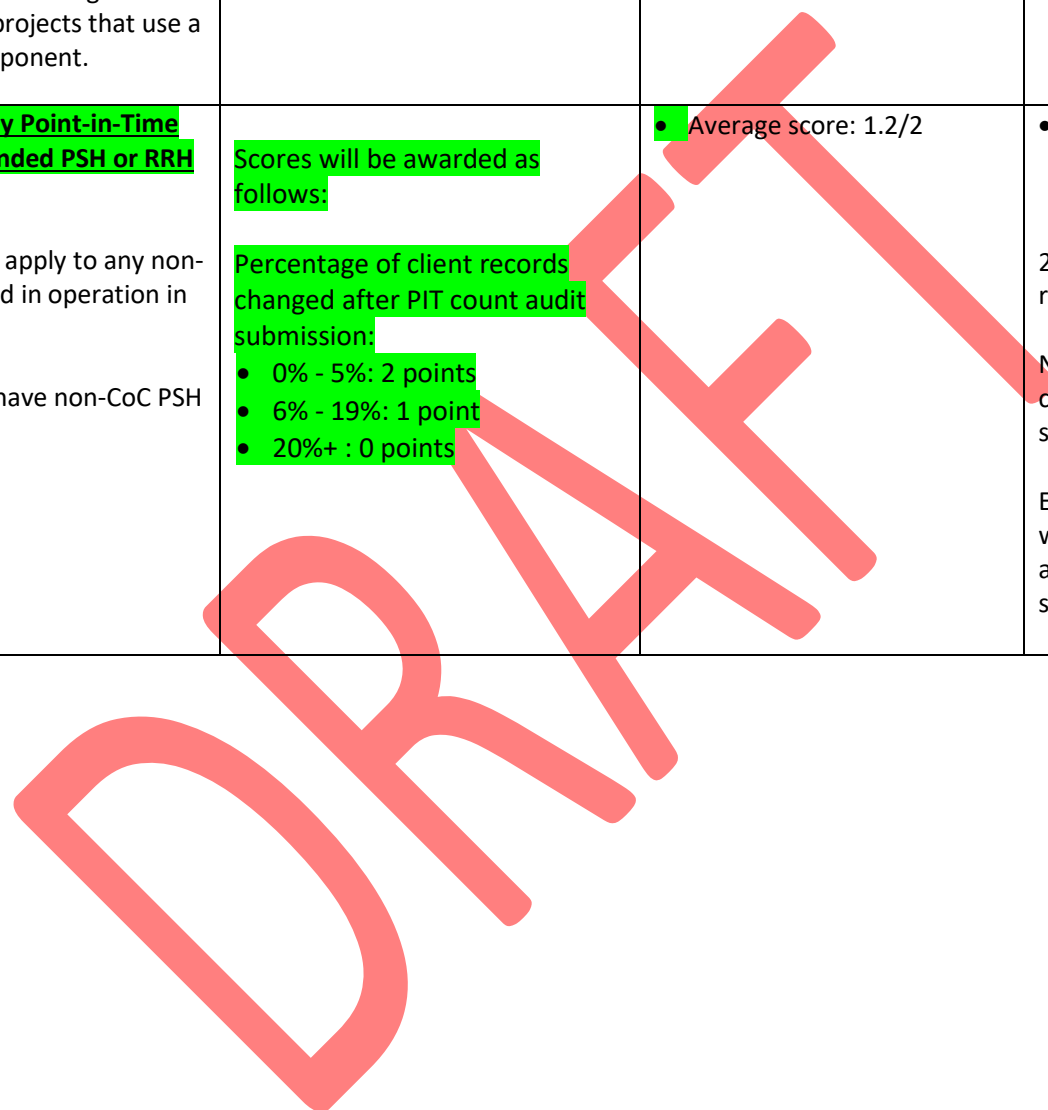 projects that use a
ponent.
y Point-in-Time
nded PSH or RRH
apply to any non-
d in operation in
have non-CoC PSH
Scores will be awarded as
follows:
Percentage of client records
changed after PIT count audit
submission:
• 0% - 5%: 2 points
• 6% - 19%: 1 point
• 20%+ : 0 points
• Average score: 1.2/2
•
2
r
N
s
E
w
a
s
DRAFT